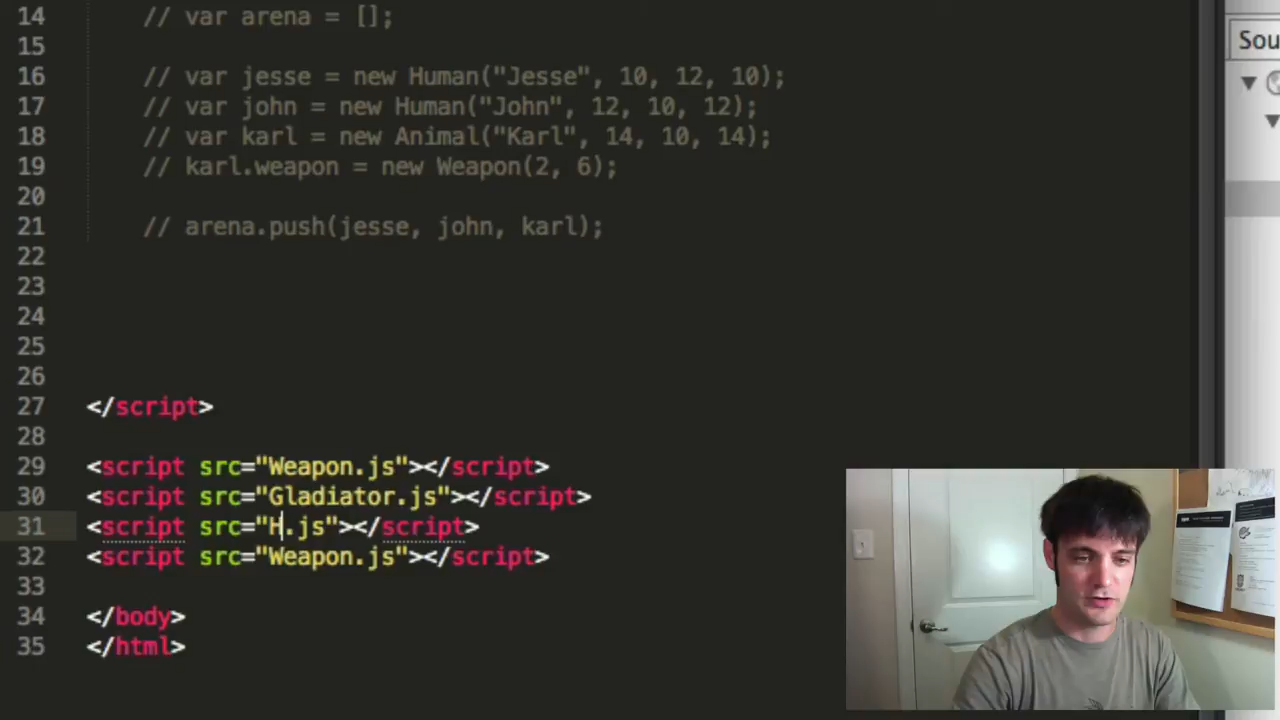 14 // var arena = [];
15
16 // var jesse = new Human("Jesse", 10, 12, 10);
17 // var john = new Human("John", 12, 10, 12);
18 // var karl = new Animal("Karl", 14, 10, 14);
19 // karl.weapon = new Weapon(2, 6);
20
21 // arena.push(jesse, john, karl);
22
23
24
25
26
27 </script>
28
29 <script src="Weapon.js"></script>
30 <script src="Gladiator.js"></script>
31 <script src="H.js"></script>
32 <script src="Weapon.js"></script>
33
34 </body>
35 </html>
Sou